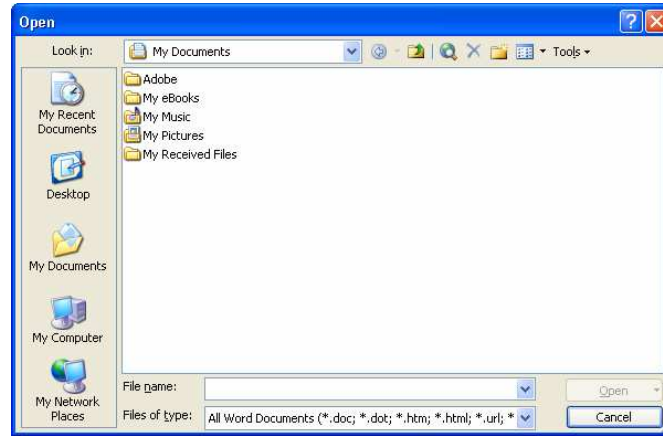 Open
Look in:
My Documents
Tools
My Recent
Documents
Desktop
My Documents
My Computer
My Network
Places
Adobe
My eBooks
My Music
My Pictures
My Received Files
File name:
Open
Files of type:
All Word Documents (*.doc; *.dot; *.htm; *.html; *.url; *
Cancel